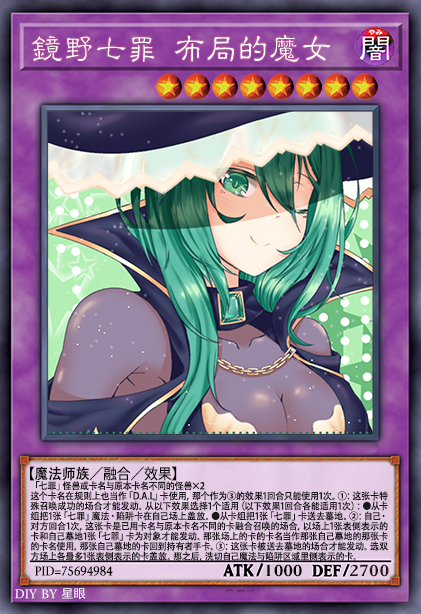 鏡野七罪 布局的魔女
やみ
闇
【魔法师族／融合／效果】
「七罪」怪兽或卡名与原本卡名不同的怪兽×2
这个卡名在规则上也当作「D.A.L」卡使用，那个作为③的效果1回合只能使用1次。①：这张卡特
殊召唤成功的场合才能发动。从以下效果选择1个适用（以下效果1回合各能适用1次）：●从卡
组把1张「七罪」魔法·陷阱卡在自己场上盖放。●从卡组把1张「七罪」卡送去墓地。②：自己·
对方回合1次，这张卡是已用卡名与原本卡名不同的卡融合召唤的场合，以场上1张表侧表示的
卡和自己墓地1张「七罪」卡为对象才能发动。那张场上的卡的卡名当作那张自己墓地的那张卡
的卡名使用，那张自己墓地的卡回到持有者手卡。③：这张卡被送去墓地的场合才能发动。选双
方场上各最多1张表侧表示的卡盖放。那之后，洗切自己魔法与陷阱区域里侧表示的卡。
PID=75694984
ATK/1000 DEF/2700
DIY BY 星眼